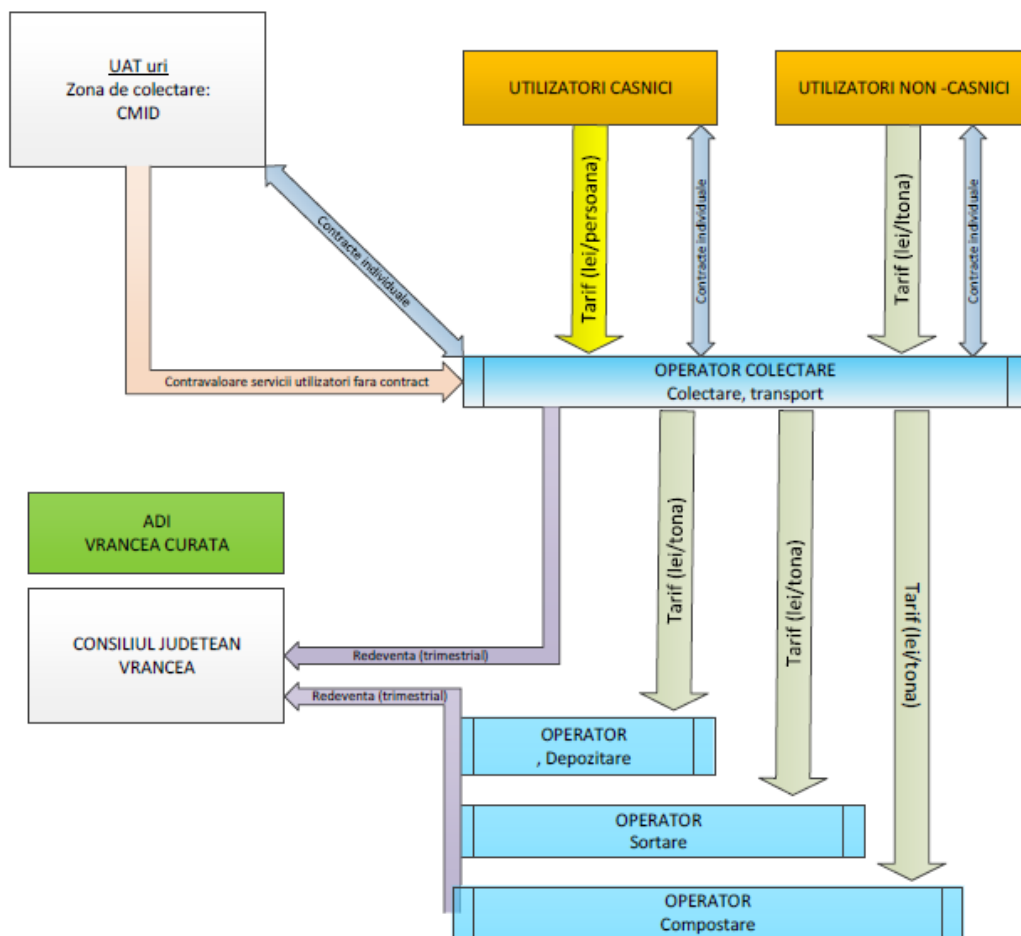 UAT uri
Zona de colectare:
CMID
UTILIZATORI CASNICI
UTILIZATORI NON -CASNICI
Contracte individuale
Tarif (lei/persoana)
Contracte individuale
Tarif (lei/ltona)
Contracte individuale
Contravaloare servicii utilizatori fara contract
OPERATOR COLECTARE
Colectare, transport
ADI
VRANCEA CURATA
Tarif (lei/tona)
Tarif (lei/tona)
Tarif (lei/tona)
CONSILIUL JUDETEAN
VRANCEA
Redeventa (trimestrial)
Redeventa (trimestrial)
OPERATOR
, Depozitare
OPERATOR
Sortare
OPERATOR
Compostare